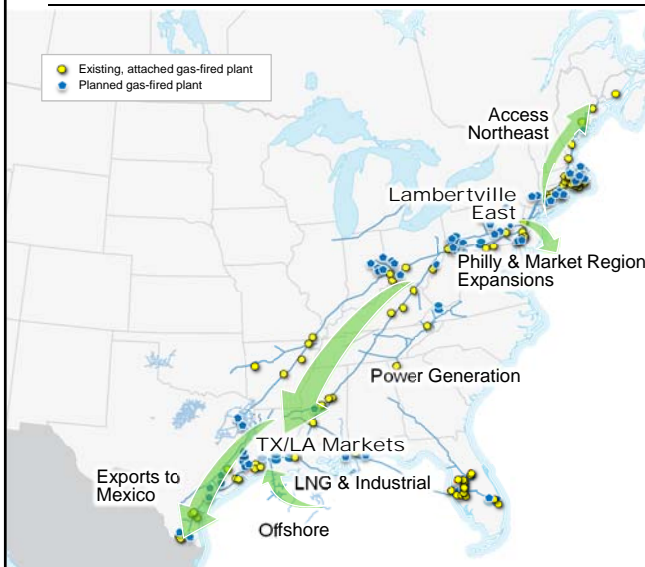 Existing, attached gas-fired plant
Planned gas-fired plant
Access
Northeast
Lambertville
East
Philly & Market Region
Expansions
Power Generation
TX/LA Markets
Exports to
Mexico
LNG & Industrial
Offshore